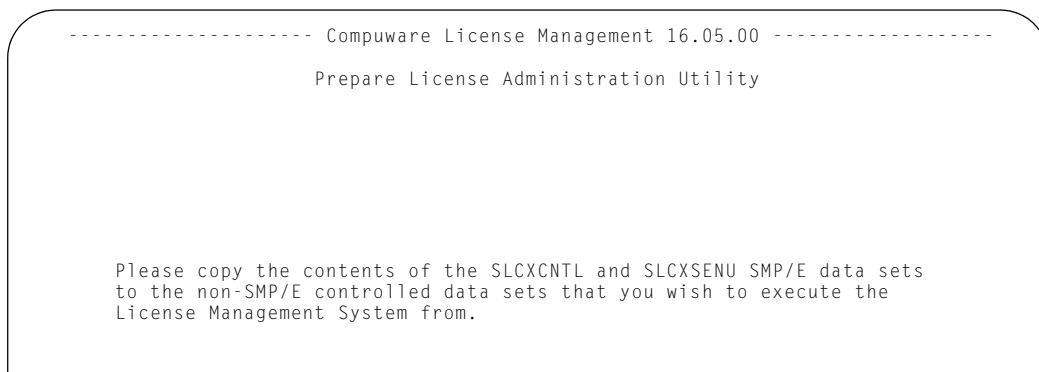 --------------------- Compuware License Management 16.05.00 -------------------
Prepare License Administration Utility
Please copy the contents of the SLCXCNTL and SLCXSENU SMP/E data sets
to the non-SMP/E controlled data sets that you wish to execute the
License Management System from.